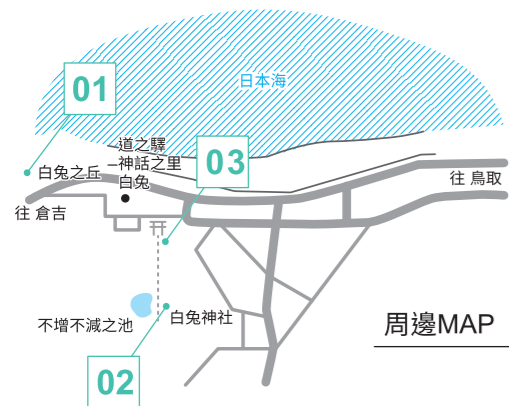 日本海
01
道之驛
神話之里
白兔
03
白兔之丘
往 鳥取
往 倉吉
白兔神社
不增不減之池
周邊MAP
02